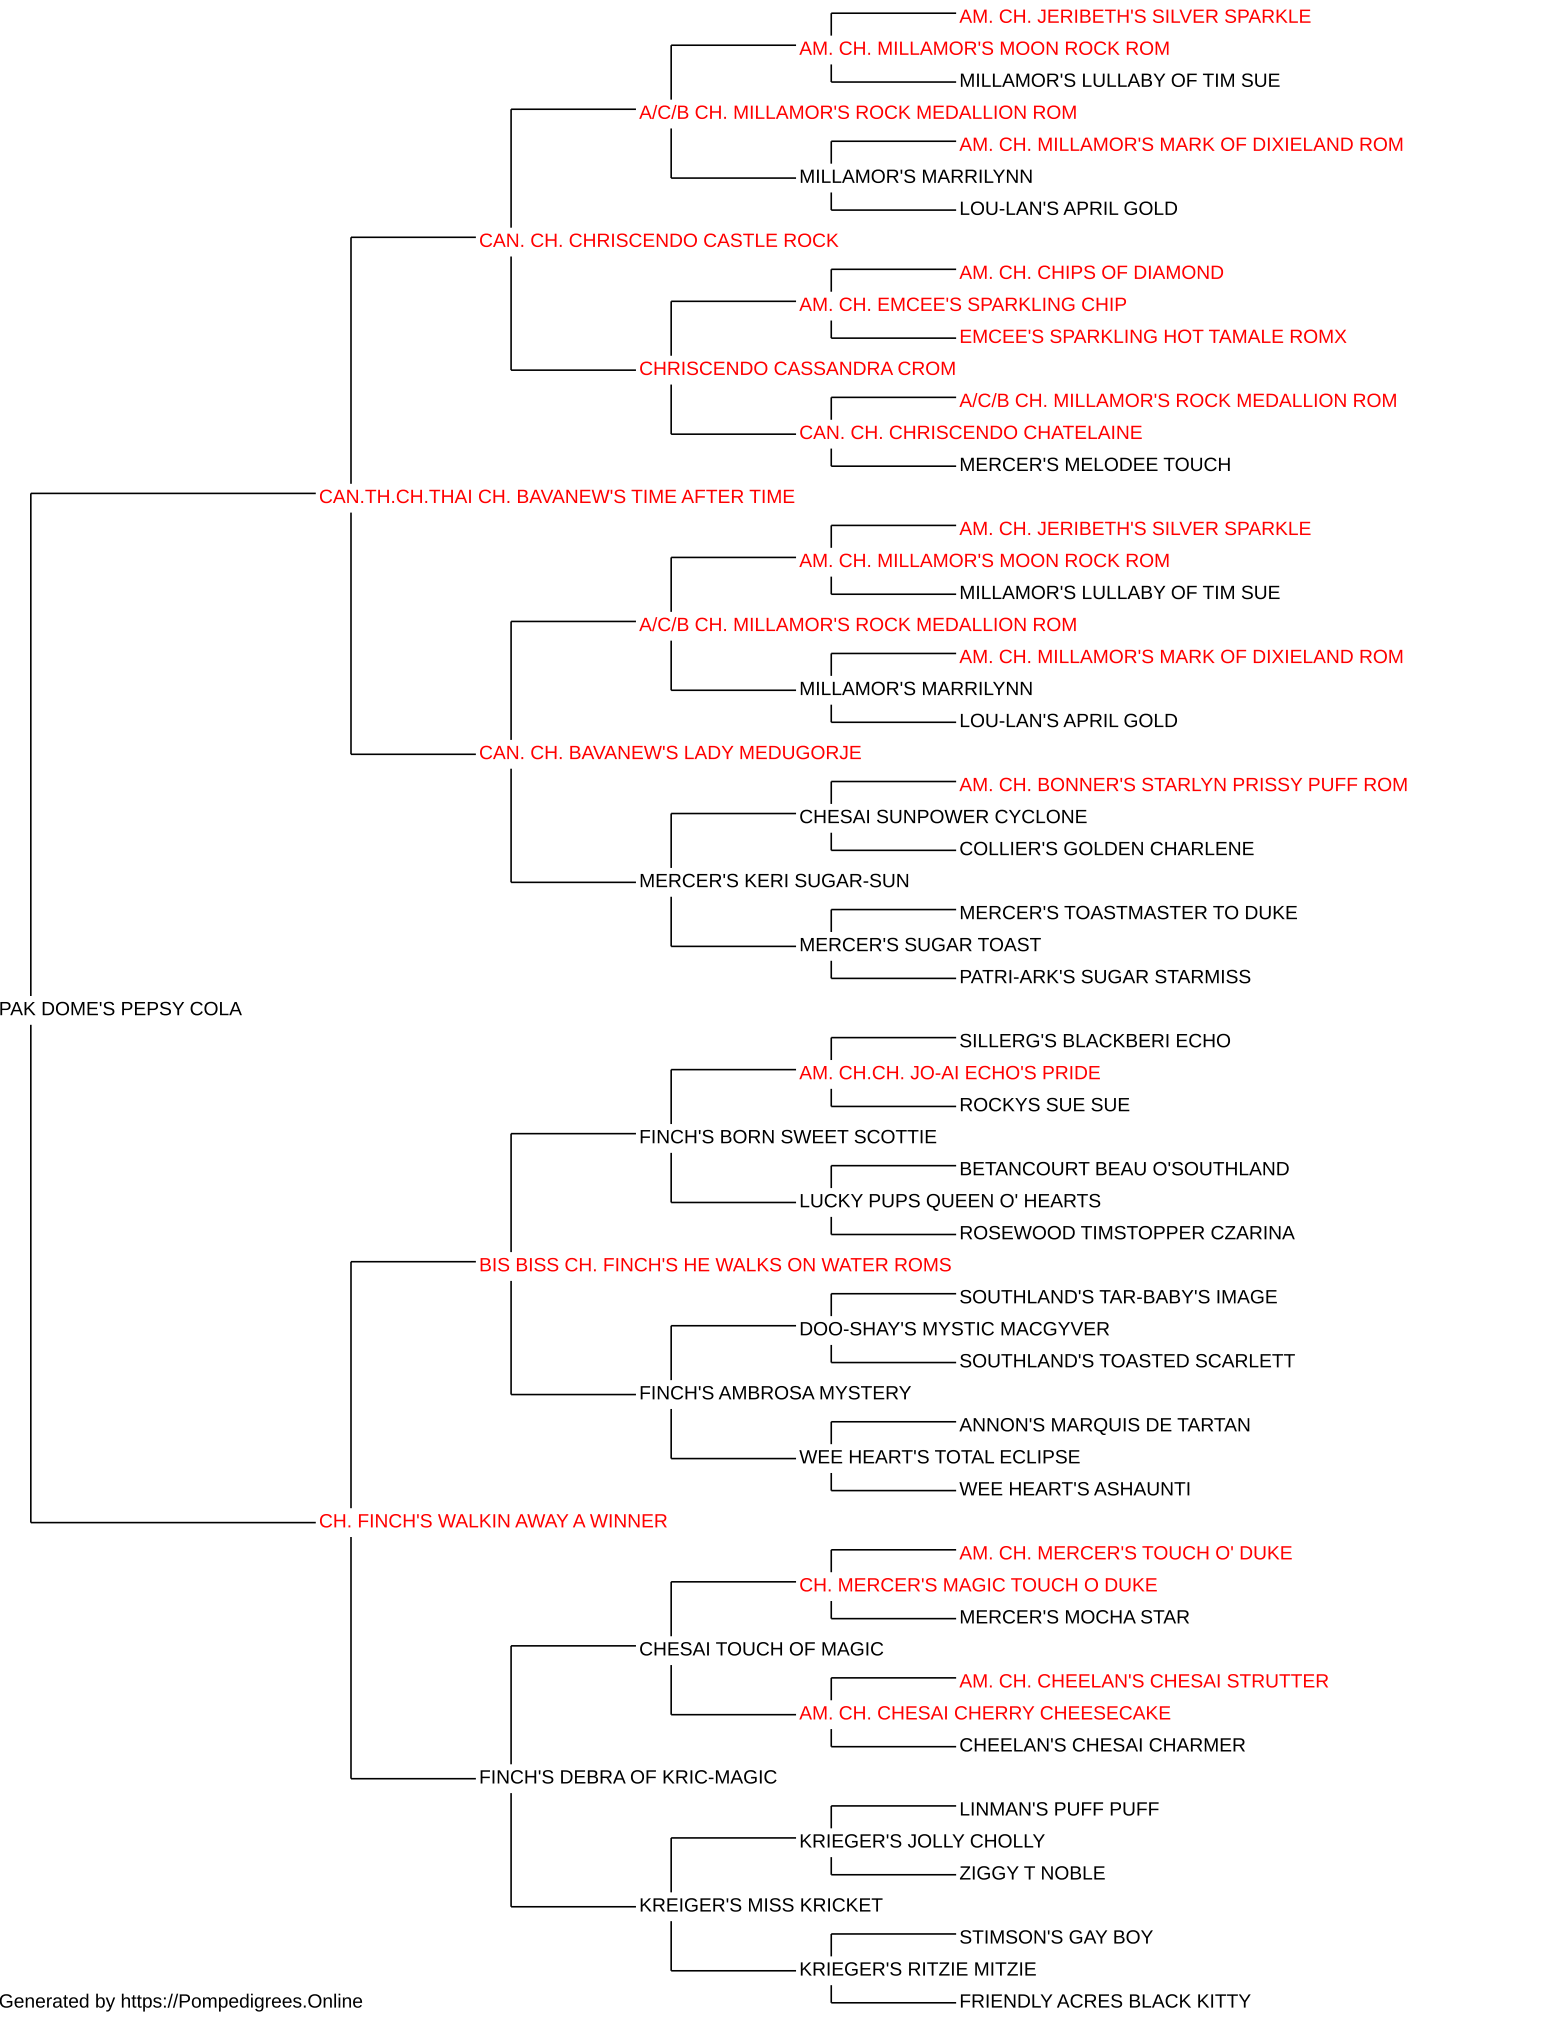 AM. CH. JERIBETH'S SILVER SPARKLE
AM. CH. MILLAMOR'S MOON ROCK ROM
MILLAMOR'S LULLABY OF TIM SUE
A/C/B CH. MILLAMOR'S ROCK MEDALLION ROM
AM. CH. MILLAMOR'S MARK OF DIXIELAND ROM
MILLAMOR'S MARRILYNN
LOU-LAN'S APRIL GOLD
CAN. CH. CHRISCENDO CASTLE ROCK
AM. CH. CHIPS OF DIAMOND
AM. CH. EMCEE'S SPARKLING CHIP
EMCEE'S SPARKLING HOT TAMALE ROMX
CHRISCENDO CASSANDRA CROM
A/C/B CH. MILLAMOR'S ROCK MEDALLION ROM
CAN. CH. CHRISCENDO CHATELAINE
MERCER'S MELODEE TOUCH
CAN.TH.CH.THAI CH. BAVANEW'S TIME AFTER TIME
AM. CH. JERIBETH'S SILVER SPARKLE
AM. CH. MILLAMOR'S MOON ROCK ROM
MILLAMOR'S LULLABY OF TIM SUE
A/C/B CH. MILLAMOR'S ROCK MEDALLION ROM
AM. CH. MILLAMOR'S MARK OF DIXIELAND ROM
MILLAMOR'S MARRILYNN
LOU-LAN'S APRIL GOLD
CAN. CH. BAVANEW'S LADY MEDUGORJE
AM. CH. BONNER'S STARLYN PRISSY PUFF ROM
CHESAI SUNPOWER CYCLONE
COLLIER'S GOLDEN CHARLENE
MERCER'S KERI SUGAR-SUN
MERCER'S TOASTMASTER TO DUKE
MERCER'S SUGAR TOAST
PATRI-ARK'S SUGAR STARMISS
PAK DOME'S PEPSY COLA
SILLERG'S BLACKBERI ECHO
AM. CH.CH. JO-AI ECHO'S PRIDE
ROCKYS SUE SUE
FINCH'S BORN SWEET SCOTTIE
BETANCOURT BEAU O'SOUTHLAND
LUCKY PUPS QUEEN O' HEARTS
ROSEWOOD TIMSTOPPER CZARINA
BIS BISS CH. FINCH'S HE WALKS ON WATER ROMS
SOUTHLAND'S TAR-BABY'S IMAGE
DOO-SHAY'S MYSTIC MACGYVER
SOUTHLAND'S TOASTED SCARLETT
FINCH'S AMBROSA MYSTERY
ANNON'S MARQUIS DE TARTAN
WEE HEART'S TOTAL ECLIPSE
WEE HEART'S ASHAUNTI
CH. FINCH'S WALKIN AWAY A WINNER
AM. CH. MERCER'S TOUCH O' DUKE
CH. MERCER'S MAGIC TOUCH O DUKE
MERCER'S MOCHA STAR
CHESAI TOUCH OF MAGIC
AM. CH. CHEELAN'S CHESAI STRUTTER
AM. CH. CHESAI CHERRY CHEESECAKE
CHEELAN'S CHESAI CHARMER
FINCH'S DEBRA OF KRIC-MAGIC
LINMAN'S PUFF PUFF
KRIEGER'S JOLLY CHOLLY
ZIGGY T NOBLE
KREIGER'S MISS KRICKET
STIMSON'S GAY BOY
KRIEGER'S RITZIE MITZIE
FRIENDLY ACRES BLACK KITTY
Generated by https://Pompedigrees.Online